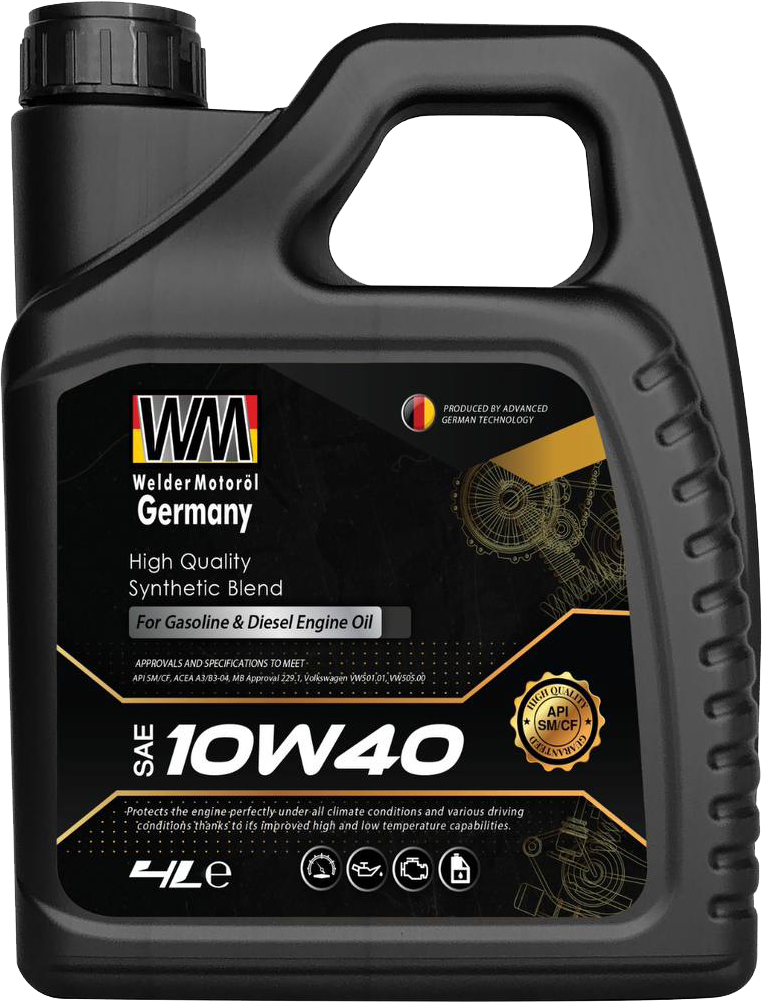 WM
WelderMotoröl
Germany
PRODUCED BY ADVANCED
GERMAN TECHNOLOGY
High Quality
Synthetic Blend
For Gasoline & Diesel Engine Oil
APPROVALS AND SPECIFICATIONS TO MEET
API SM/CF, ACEA A3/B3-04, MB Approval 229.1, Volkswagen VW501.01, VW505.00
SAE 10W40
HIGH QUALITY
API
SM/CF
GUARANTEED
Protects the engine perfectly under all climate conditions and various driving
conditions thanks to its improved high and low temperature capabilities.
4L e